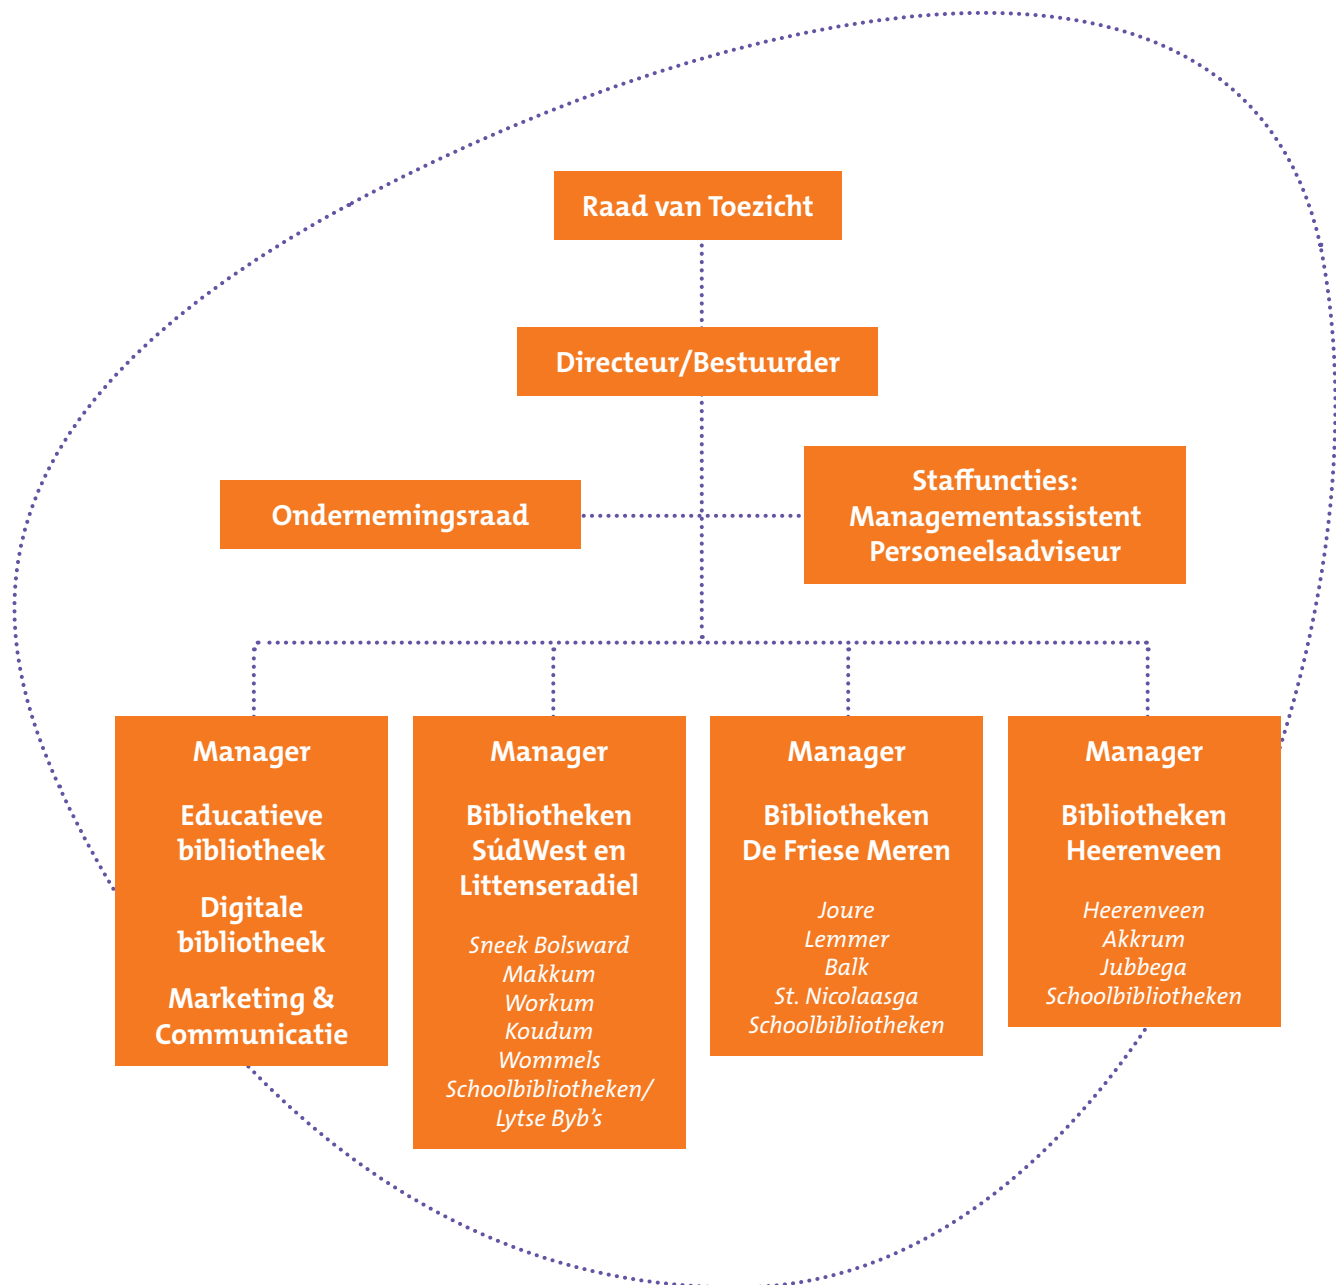 Raad van Toezicht
Directeur/Bestuurder
Ondernemingsraad
Staffuncties:
Managementassistent
Personeelsadviseur
Manager
Educatieve
bibliotheek
Digitale
bibliotheek
Marketing &
Communicatie
Manager
Bibliotheken
SúdWest en
Littenseradiel
Sneek Bolsward
Makkum
Workum
Koudum
Wommels
Schoolbibliotheken/
Lytse Byb’s
Manager
Bibliotheken
De Friese Meren
Joure
Lemmer
Balk
St. Nicolaasga
Schoolbibliotheken
Manager
Bibliotheken
Heerenveen
Heerenveen
Akkrum
Jubbega
Schoolbibliotheken